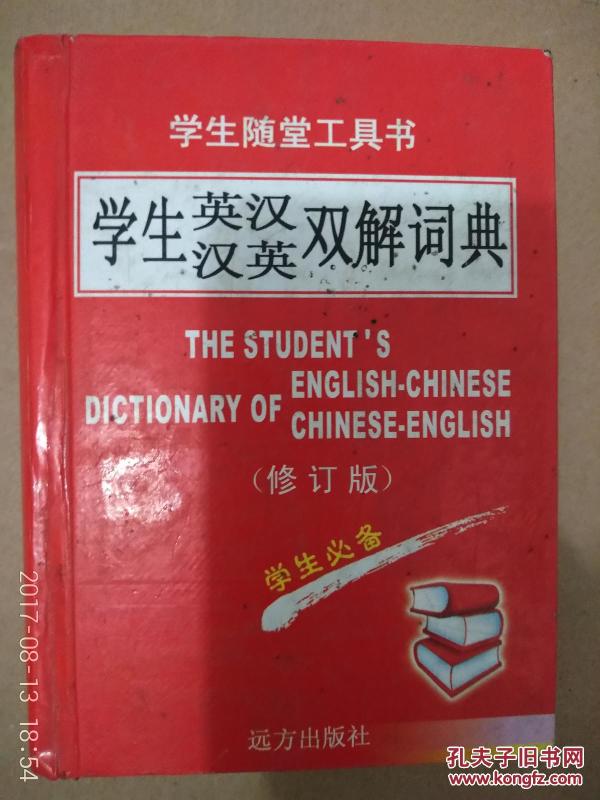 学生随堂工具书
学生英汉汉英双解词典
THE STUDENT'S
DICTIONARY OF ENGLISH-CHINESE
CHINESE-ENGLISH
(修订版)
学生必备
远方出版社
2017-08-13 18:54
孔夫子旧书网
www.kongfz.com